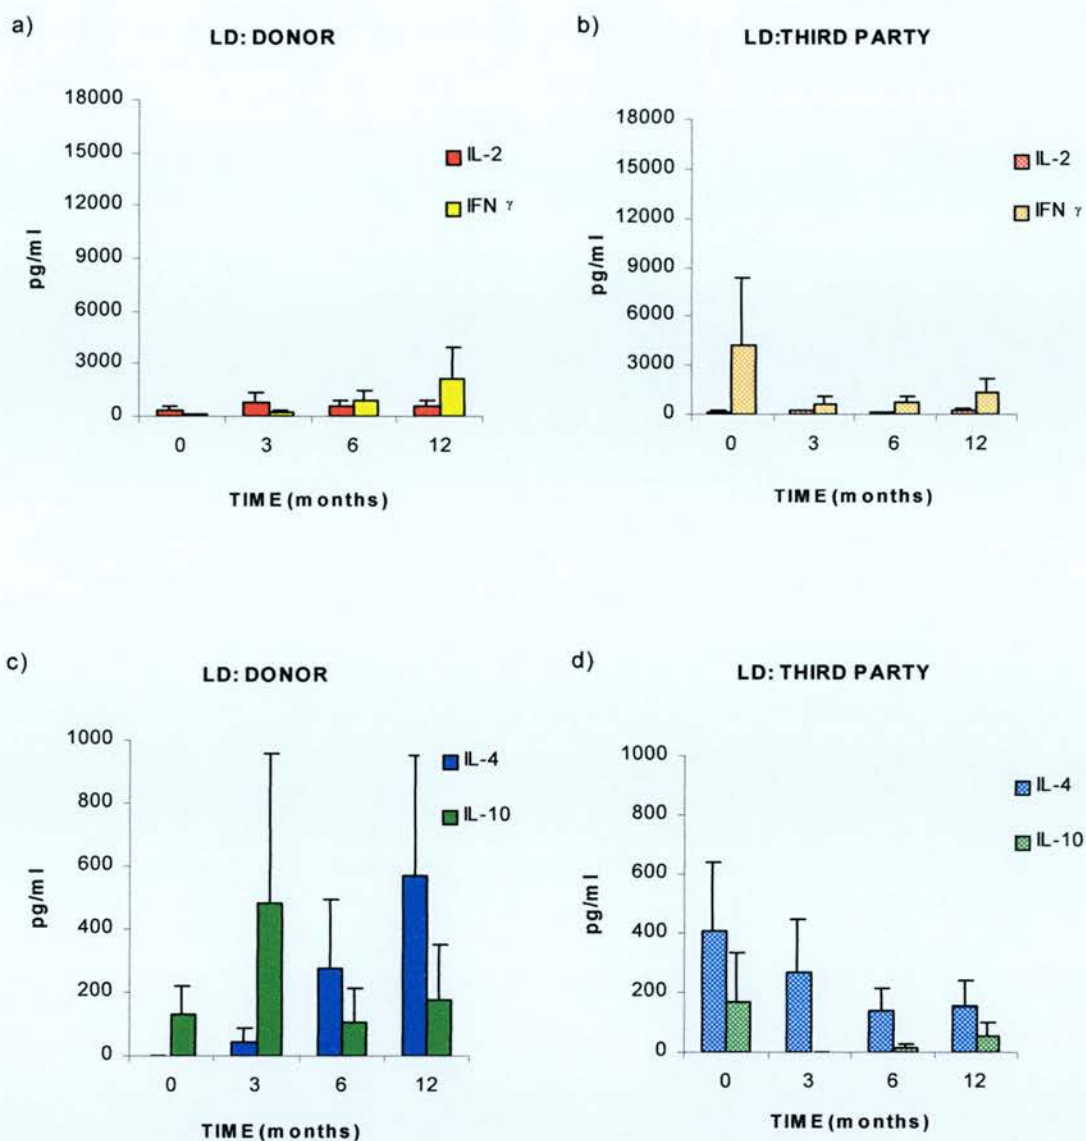 a)
LD: DONOR
18000
15000
12000
9000
6000
3000
0
pg/ml
IL-2
IFN γ
0 3 6 12
TIME (months)
b)
LD:THIRD PARTY
18000
15000
12000
9000
6000
3000
0
pg/ml
IL-2
IFN γ
0 3 6 12
TIME (months)
c)
LD: DONOR
1000
800
600
400
200
0
pg/ml
IL-4
IL-10
0 3 6 12
TIME (months)
d)
LD: THIRD PARTY
1000
800
600
400
200
0
pg/ml
IL-4
IL-10
0 3 6 12
TIME (months)